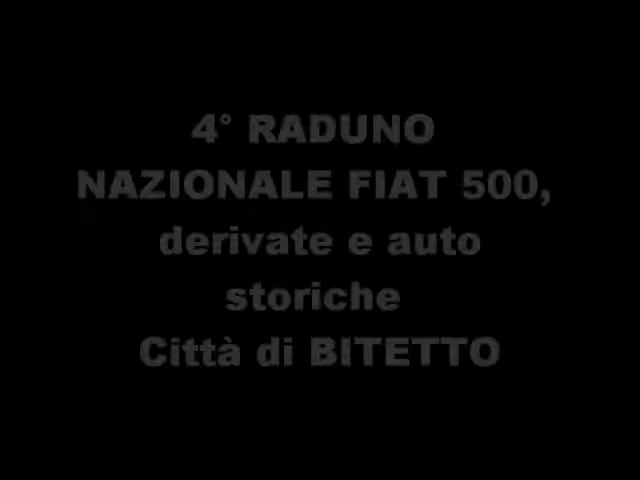 4° RADUNO
NAZIONALE FIAT 500,
derivate e auto
storiche
Città di BITETTO